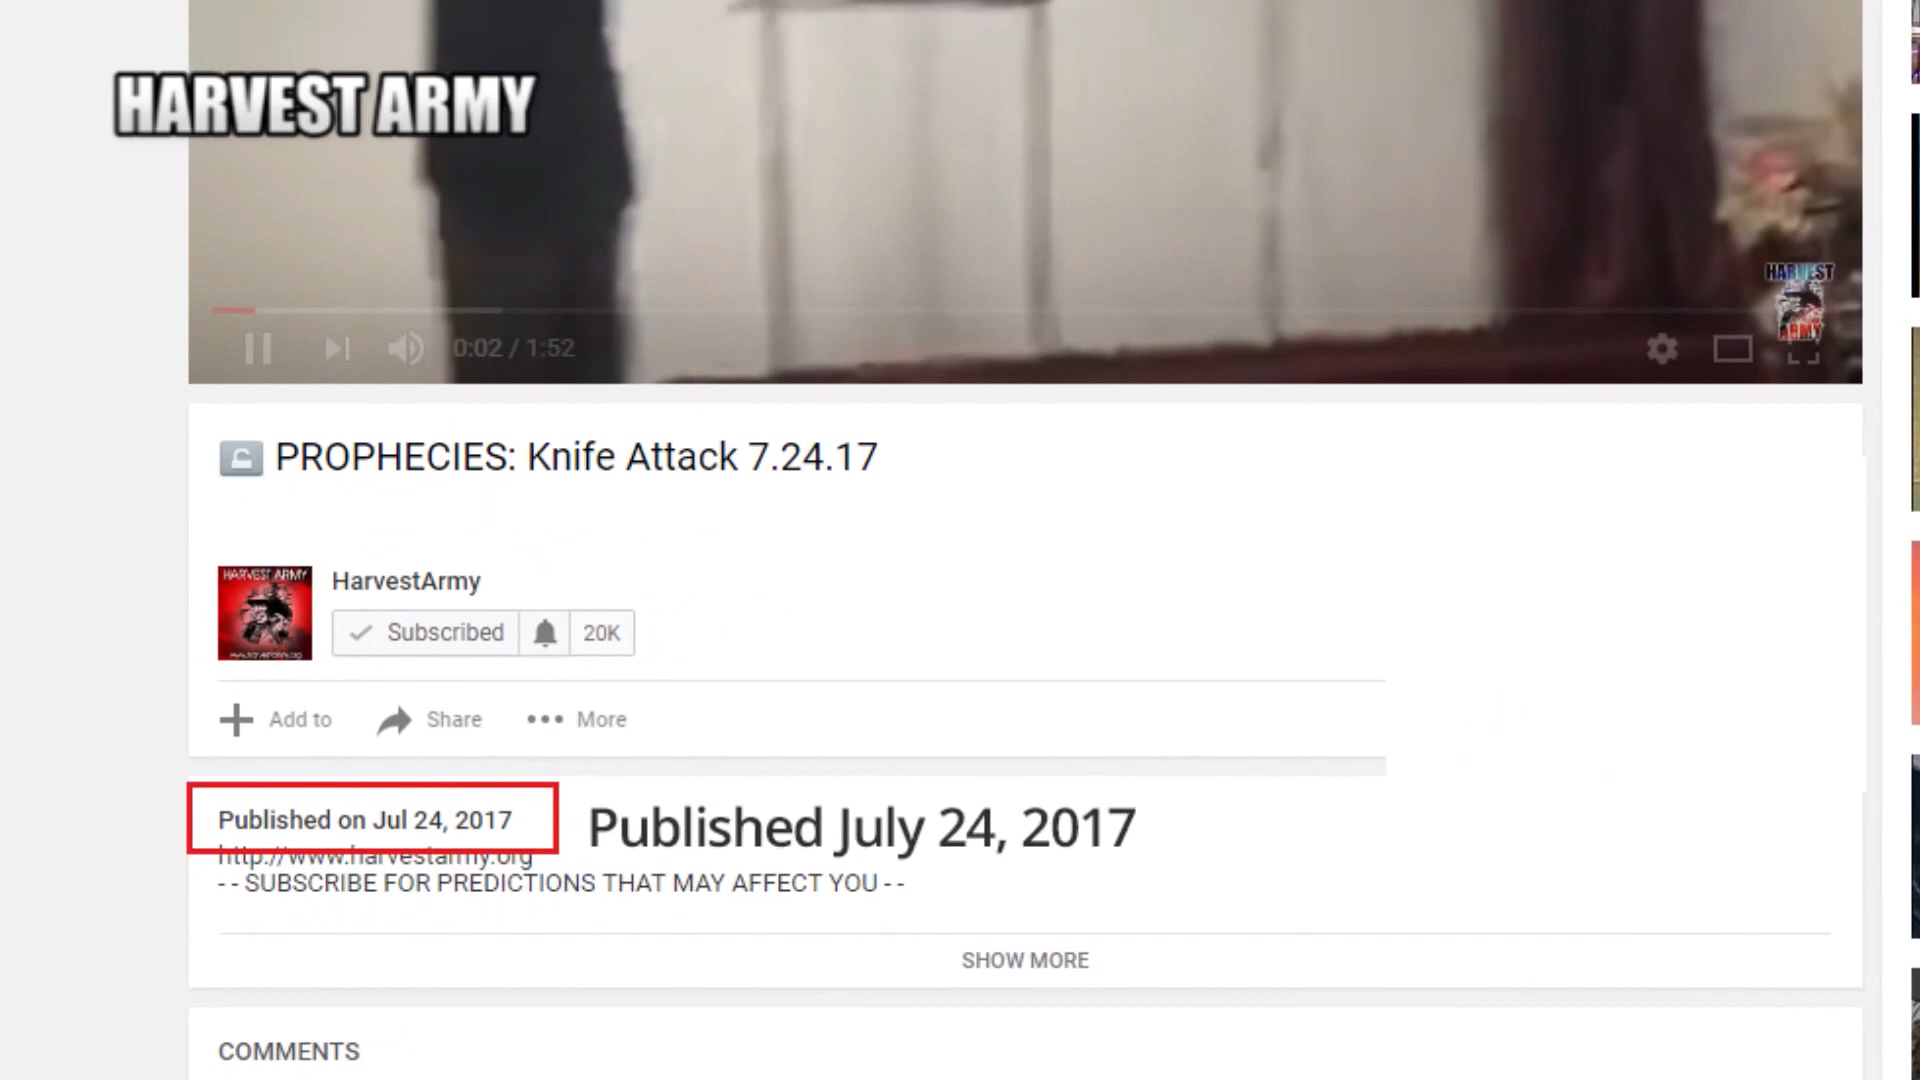 HARVEST ARMY
HARVEST
ARMY
0:02 / 1:52
PROPHECIES: Knife Attack 7.24.17
HARVEST ARMY
HarvestArmy
Subscribed
20K
Add to
Share
More
Published on Jul 24, 2017
Published July 24, 2017
http://www.harvestarmy.org
- - SUBSCRIBE FOR PREDICTIONS THAT MAY AFFECT YOU - -
SHOW MORE
COMMENTS